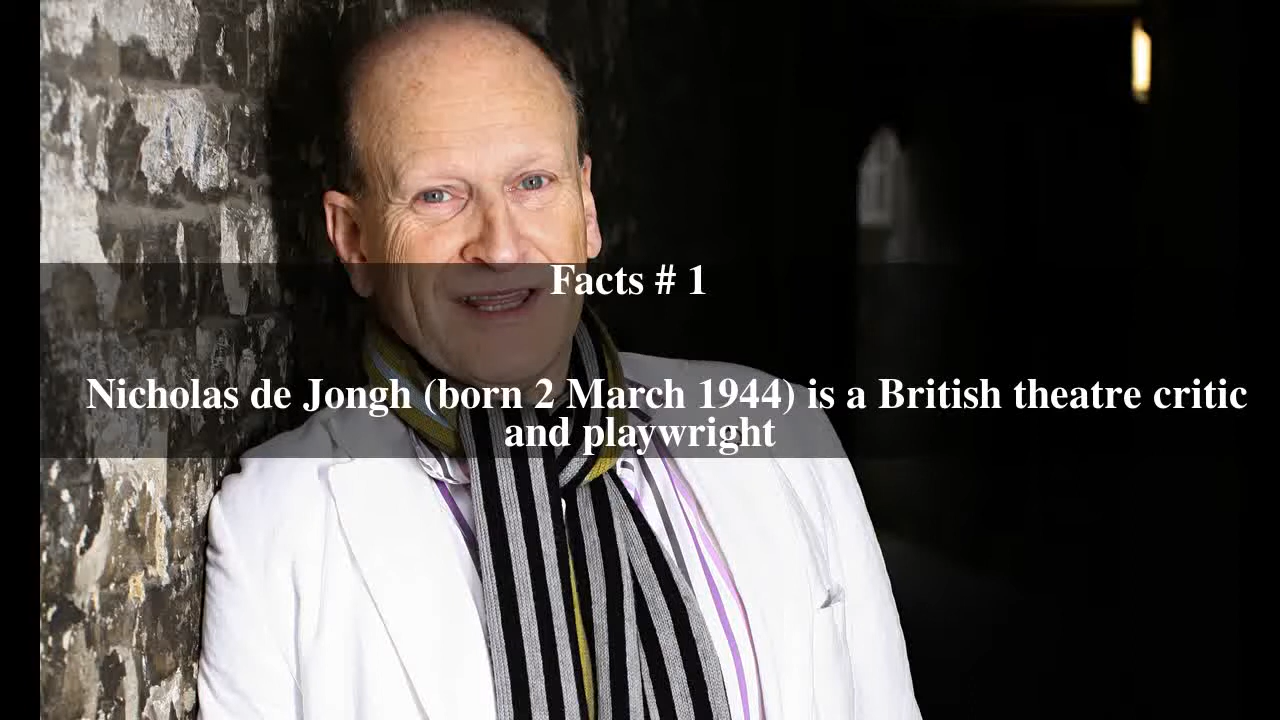 Facts # 1
Nicholas de Jongh (born 2 March 1944) is a British theatre critic
and playwright